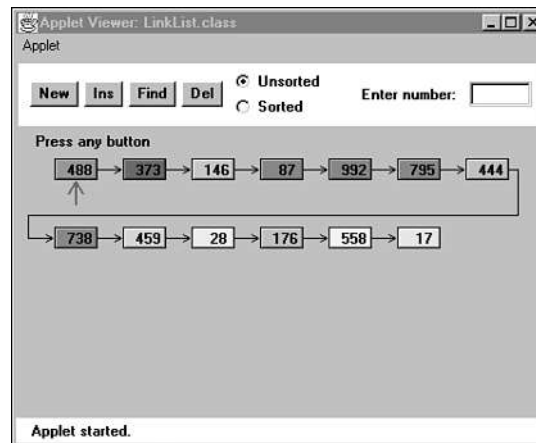 Applet Viewer: LinkList.class
Applet
New Ins Find Del Unsorted Sorted Enter number:
Press any button
488 373 146 87 992 795 444
738 459 28 176 558 17
Applet started.